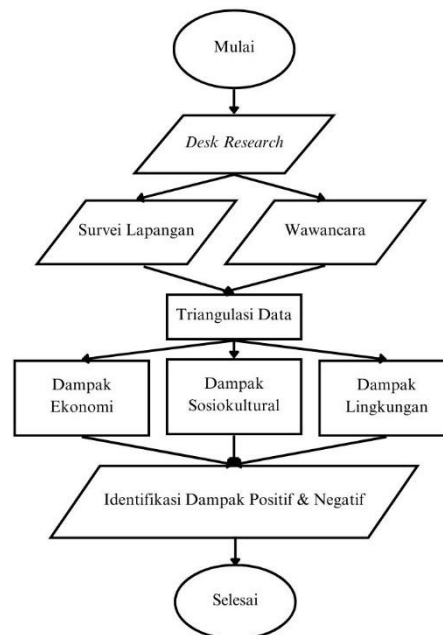 Mulai
Desk Research
Survei Lapangan
Wawancara
Triangulasi Data
Dampak
Ekonomi
Dampak
Sosiokultural
Dampak
Lingkungan
Identifikasi Dampak Positif & Negatif
Selesai